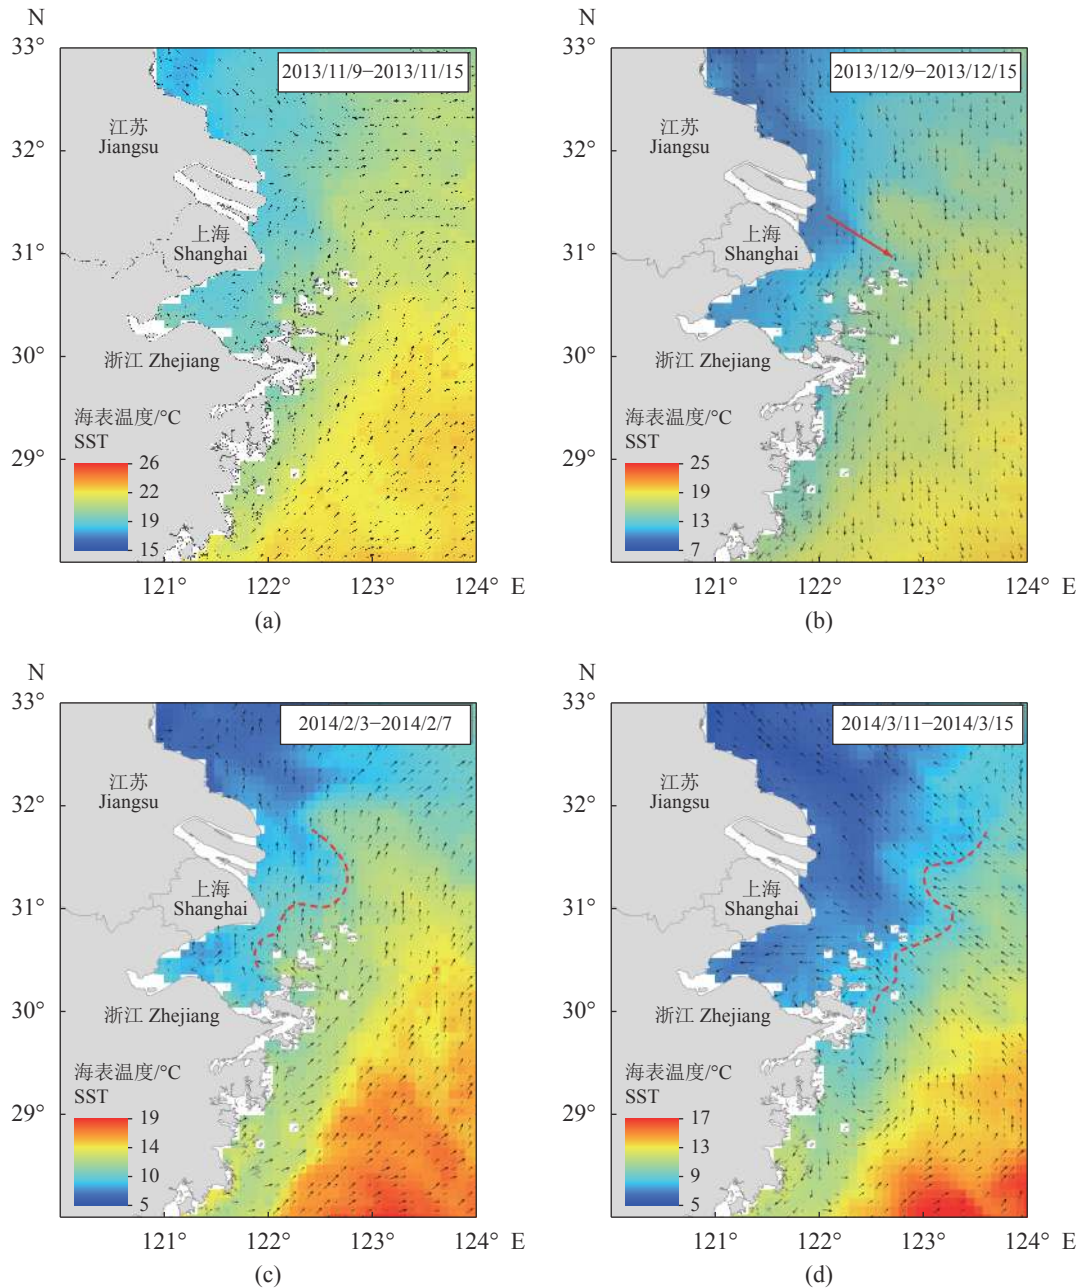 N
33°
2013/11/9−2013/11/15
江苏
Jiangsu
32°
上海
Shanghai
31°
30°
浙江 Zhejiang
海表温度/°C
SST
29°
26
22
19
15
121° 122° 123° 124° E
(a)
N
33°
2013/12/9−2013/12/15
江苏
Jiangsu
32°
上海
Shanghai
31°
30°
浙江 Zhejiang
海表温度/°C
SST
29°
25
19
13
7
121° 122° 123° 124° E
(b)
N
33°
2014/2/3−2014/2/7
江苏
Jiangsu
32°
上海
Shanghai
31°
30°
浙江 Zhejiang
海表温度/°C
SST
29°
19
14
10
5
121° 122° 123° 124° E
(c)
N
33°
2014/3/11−2014/3/15
江苏
Jiangsu
32°
上海
Shanghai
31°
30°
浙江 Zhejiang
海表温度/°C
SST
29°
17
13
9
5
121° 122° 123° 124° E
(d)